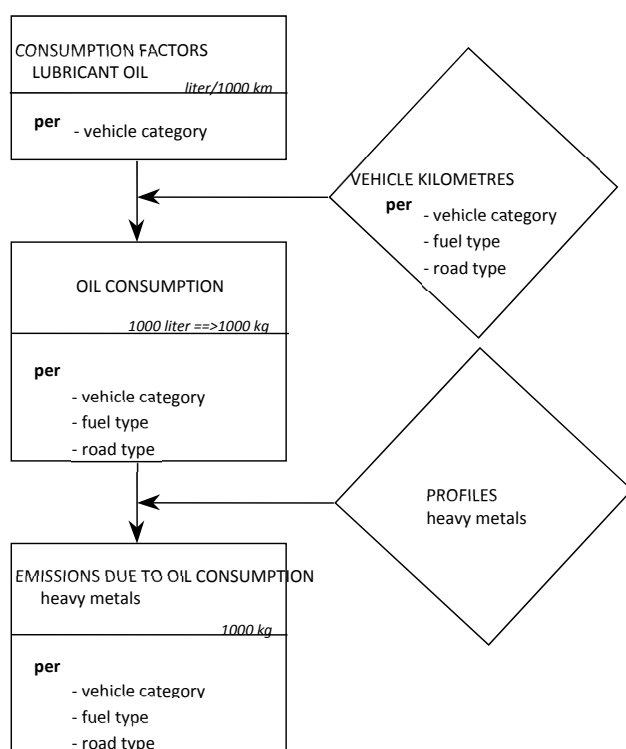 CONSUMPTION FACTORS
LUBRICANT OIL
liter/1000 km
per
- vehicle category
VEHICLE KILOMETRES
per
- vehicle category
- fuel type
- road type
OIL CONSUMPTION
1000 liter ==>1000 kg
per
- vehicle category
- fuel type
- road type
PROFILES
heavy metals
EMISSIONS DUE TO OIL CONSUMPTION
heavy metals
1000 kg
per
- vehicle category
- fuel type
- road type